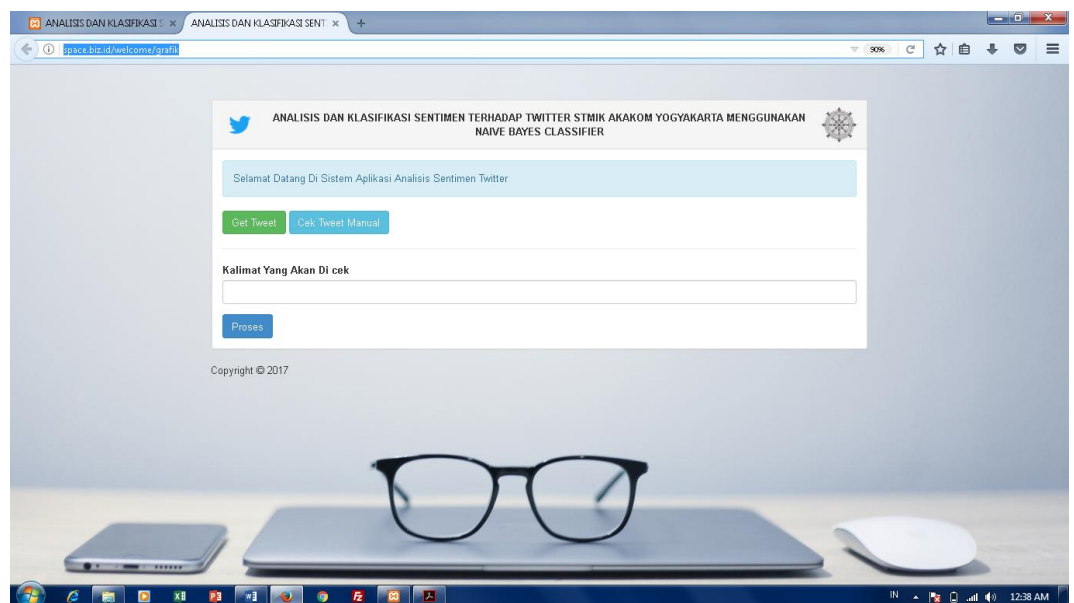 ANALISIS DAN KLASIFIKASI S
ANALISIS DAN KLASIFIKASI SENT
space.biz.id/welcome/grafik
90%
ANALISIS DAN KLASIFIKASI SENTIMEN TERHADAP TWITTER STMIK AKAKOM YOGYAKARTA MENGGUNAKAN
NAIVE BAYES CLASSIFIER
Selamat Datang Di Sistem Aplikasi Analisis Sentimen Twitter
Get Tweet
Cek Tweet Manual
Kalimat Yang Akan Di cek
Proses
Copyright © 2017
IN
12:38 AM